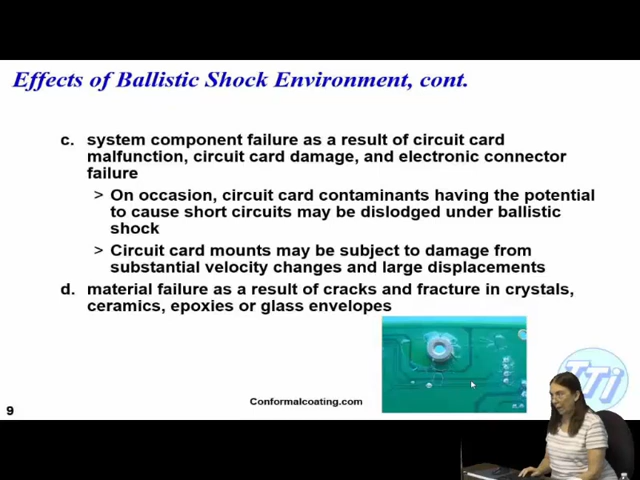 Effects of Ballistic Shock Environment, cont.
c. system component failure as a result of circuit card
malfunction, circuit card damage, and electronic connector
failure
> On occasion, circuit card contaminants having the potential
to cause short circuits may be dislodged under ballistic
shock
> Circuit card mounts may be subject to damage from
substantial velocity changes and large displacements
d. material failure as a result of cracks and fracture in crystals,
ceramics, epoxies or glass envelopes
TTi
Conformalcoating.com
9